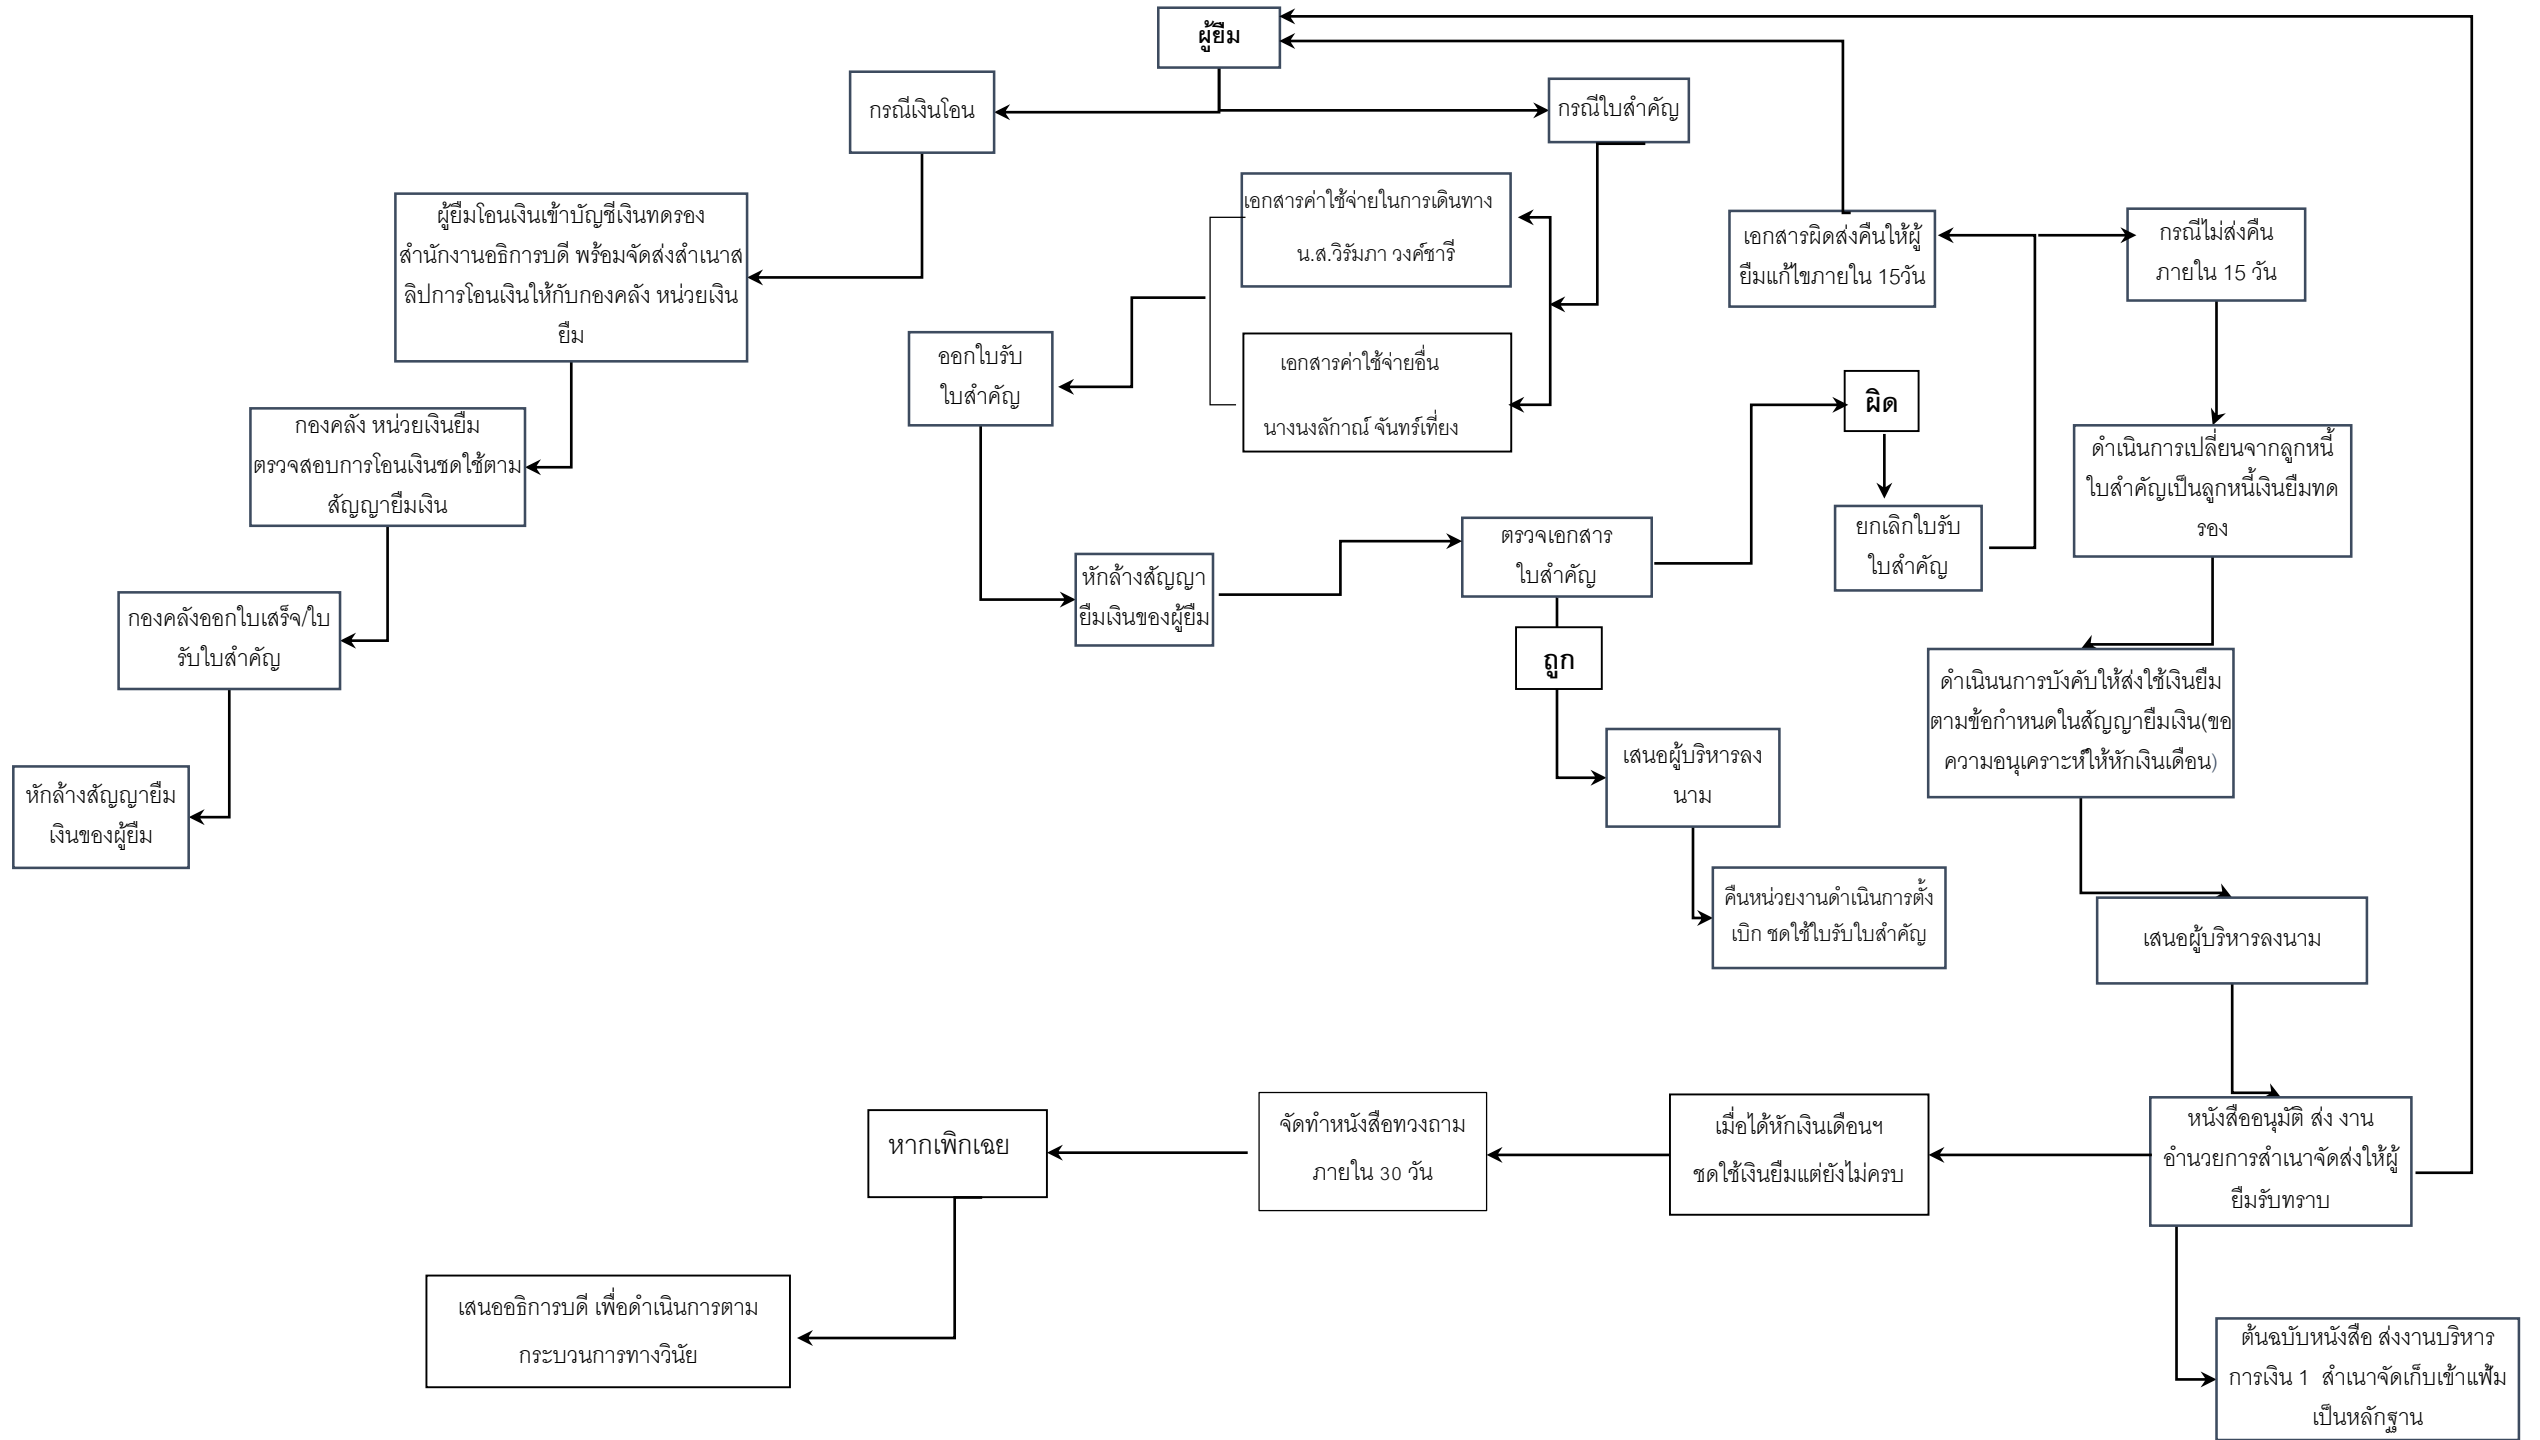 ผู้ยืม
กรณีเงินโอน
กรณีใบสำคัญ
ผู้ยืมโอนเงินเข้าบัญชีเงินทดรอง
สำนักงานอธิการบดี พร้อมจัดส่งสำเนาส
ลิปการโอนเงินให้กับกองคลัง หน่วยเงิน
ยืม
กองคลัง หน่วยเงินยืม
ตรวจสอบการโอนเงินชดใช้ตาม
สัญญายืมเงิน
กองคลังออกใบเสร็จ/ใบ
รับใบสำคัญ
หักล้างสัญญายืม
เงินของผู้ยืม
เอกสารค่าใช้จ่ายในการเดินทาง
น.ส.วิรัมภา วงค์ชารี
เอกสารค่าใช้จ่ายอื่น
นางนงลักาณ์ จันทร์เที่ยง
ออกใบรับ
ใบสำคัญ
หักล้างสัญญา
ยืมเงินของผู้ยืม
ตรวจเอกสาร
ใบสำคัญ
ถูก
เสนอผู้บริหารลง
นาม
คืนหน่วยงานดำเนินการตั้ง
เบิก ชดใช้ใบรับใบสำคัญ
ผิด
ยกเลิกใบรับ
ใบสำคัญ
เอกสารผิดส่งคืนให้ผู้
ยืมแก้ไขภายใน 15วัน
กรณีไม่ส่งคืน
ภายใน 15 วัน
ดำเนินการเปลี่ยนจากลูกหนี้
ใบสำคัญเป็นลูกหนี้เงินยืมทด
รอง
ดำเนินนการบังคับให้ส่งใช้เงินยืม
ตามข้อกำหนดในสัญญายืมเงิน(ขอ
ความอนุเคราะห์ให้หักเงินเดือน)
เสนอผู้บริหารลงนาม
หนังสืออนุมัติ ส่ง งาน
อำนวยการสำเนาจัดส่งให้ผู้
ยืมรับทราบ
เมื่อได้หักเงินเดือนฯ
ชดใช้เงินยืมแต่ยังไม่ครบ
จัดทำหนังสือทวงถาม
ภายใน 30 วัน
หากเพิกเฉย
เสนออธิการบดี เพื่อดำเนินการตาม
กระบวนการทางวินัย
ต้นฉบับหนังสือ ส่งงานบริหาร
การเงิน 1 สำเนาจัดเก็บเข้าแฟ้ม
เป็นหลักฐาน